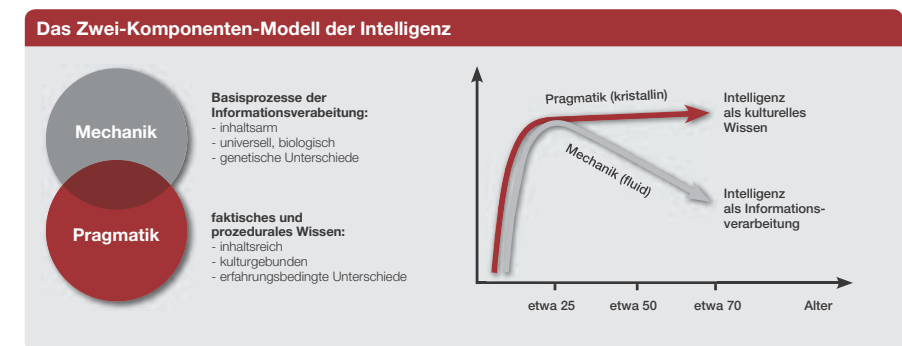 Das Zwei-Komponenten-Modell der Intelligenz
Mechanik
Basisprozesse der
Informationsverabeitung:
- inhaltsarm
- universell, biologisch
- genetische Unterschiede
Pragmatik
faktisches und
prozedurales Wissen:
- inhaltsreich
- kulturgebunden
- erfahrungsbedingte Unterschiede
Pragmatik (kristallin)
Intelligenz
als kulturelles
Wissen
Mechanik (fluid)
Intelligenz
als Informations-
verarbeitung
etwa 25
etwa 50
etwa 70
Alter